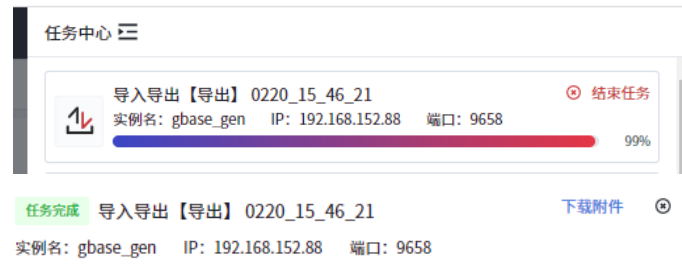 任务中心
导入导出【导出】 0220_15_46_21
结束任务
实例名：gbase_gen IP：192.168.152.88 端口：9658
99%
任务完成 导入导出【导出】 0220_15_46_21 下载附件
实例名：gbase_gen IP：192.168.152.88 端口：9658